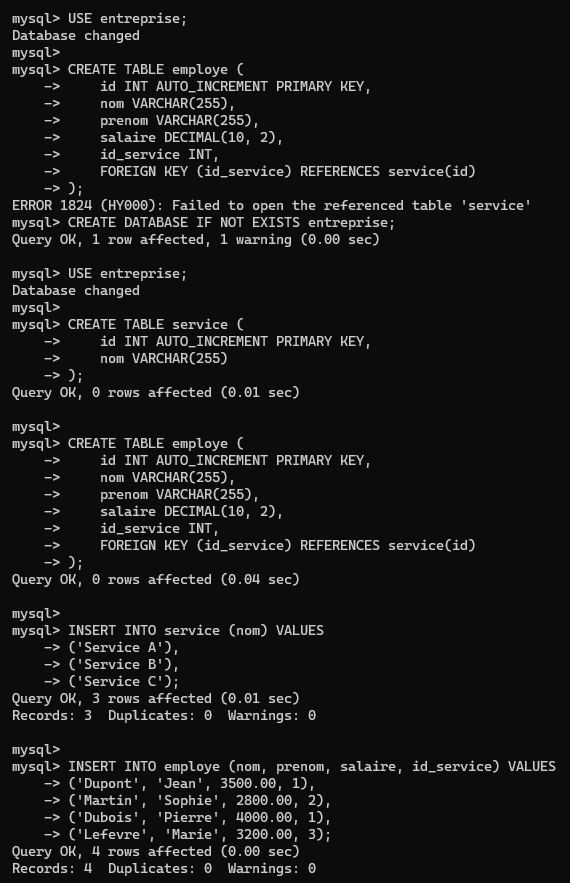 mysql> USE entreprise;
Database changed
mysql>
mysql> CREATE TABLE employe (
    ->     id INT AUTO_INCREMENT PRIMARY KEY,
    ->     nom VARCHAR(255),
    ->     prenom VARCHAR(255),
    ->     salaire DECIMAL(10, 2),
    ->     id_service INT,
    ->     FOREIGN KEY (id_service) REFERENCES service(id)
    -> );
ERROR 1824 (HY000): Failed to open the referenced table 'service'
mysql> CREATE DATABASE IF NOT EXISTS entreprise;
Query OK, 1 row affected, 1 warning (0.00 sec)

mysql> USE entreprise;
Database changed
mysql>
mysql> CREATE TABLE service (
    ->     id INT AUTO_INCREMENT PRIMARY KEY,
    ->     nom VARCHAR(255)
    -> );
Query OK, 0 rows affected (0.01 sec)

mysql>
mysql> CREATE TABLE employe (
    ->     id INT AUTO_INCREMENT PRIMARY KEY,
    ->     nom VARCHAR(255),
    ->     prenom VARCHAR(255),
    ->     salaire DECIMAL(10, 2),
    ->     id_service INT,
    ->     FOREIGN KEY (id_service) REFERENCES service(id)
    -> );
Query OK, 0 rows affected (0.04 sec)

mysql>
mysql> INSERT INTO service (nom) VALUES
    -> ('Service A'),
    -> ('Service B'),
    -> ('Service C');
Query OK, 3 rows affected (0.01 sec)
Records: 3  Duplicates: 0  Warnings: 0

mysql>
mysql> INSERT INTO employe (nom, prenom, salaire, id_service) VALUES
    -> ('Dupont', 'Jean', 3500.00, 1),
    -> ('Martin', 'Sophie', 2800.00, 2),
    -> ('Dubois', 'Pierre', 4000.00, 1),
    -> ('Lefevre', 'Marie', 3200.00, 3);
Query OK, 4 rows affected (0.00 sec)
Records: 4  Duplicates: 0  Warnings: 0